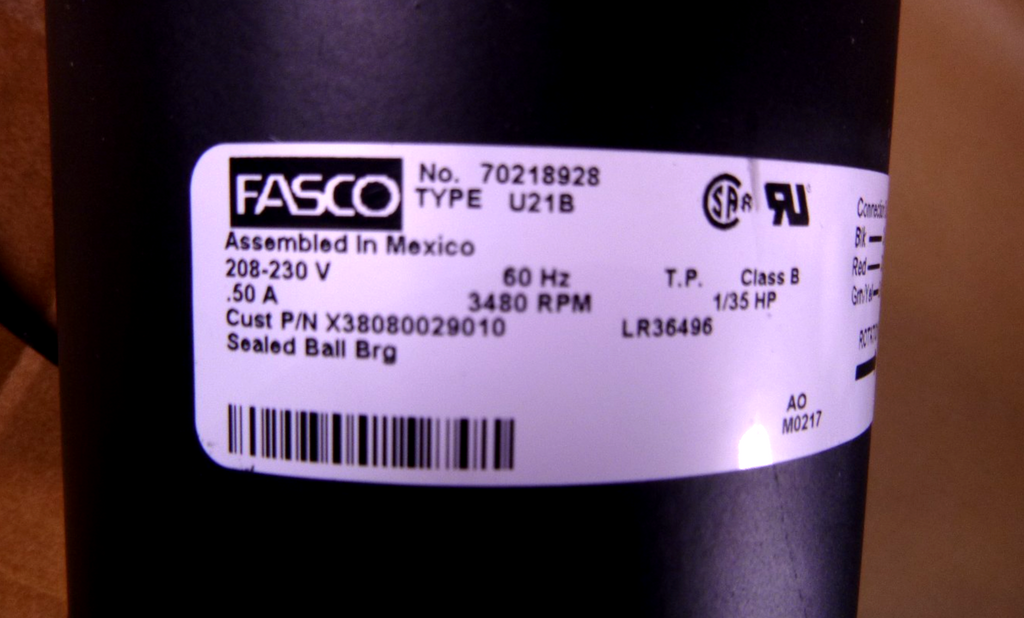 FASCO
No. 70218928
TYPE U21B
Assembled In Mexico
208-230 V 60 Hz T.P. Class B
.50 A 3480 RPM 1/35 HP
Cust P/N X38080029010 LR36496
Sealed Ball Brg
AO
M0217
Blk
Red
Grn/Yel